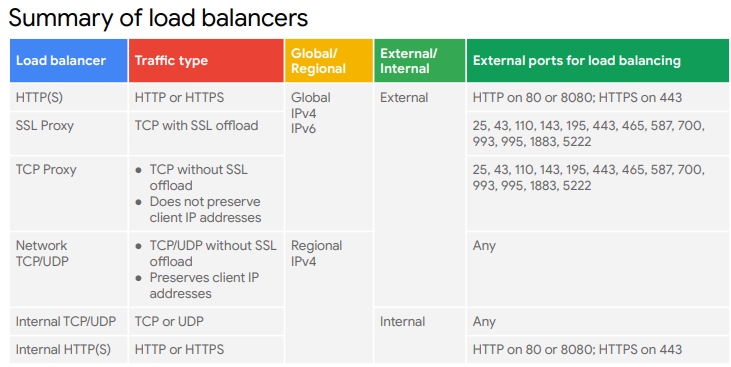 Summary of load balancers
Load balancer
Traffic type
Global/
Regional
External/
Internal
External ports for load balancing
HTTP(S)
HTTP or HTTPS
Global
IPv4
IPv6
External
HTTP on 80 or 8080; HTTPS on 443
SSL Proxy
TCP with SSL offload
25, 43, 110, 143, 195, 443, 465, 587, 700,
993, 995, 1883, 5222
TCP Proxy
● TCP without SSL
offload
● Does not preserve
client IP addresses
25, 43, 110, 143, 195, 443, 465, 587, 700,
993, 995, 1883, 5222
Network
TCP/UDP
● TCP/UDP without SSL
offload
● Preserves client IP
addresses
Regional
IPv4
Any
Internal TCP/UDP
TCP or UDP
Internal
Any
Internal HTTP(S)
HTTP or HTTPS
HTTP on 80 or 8080; HTTPS on 443